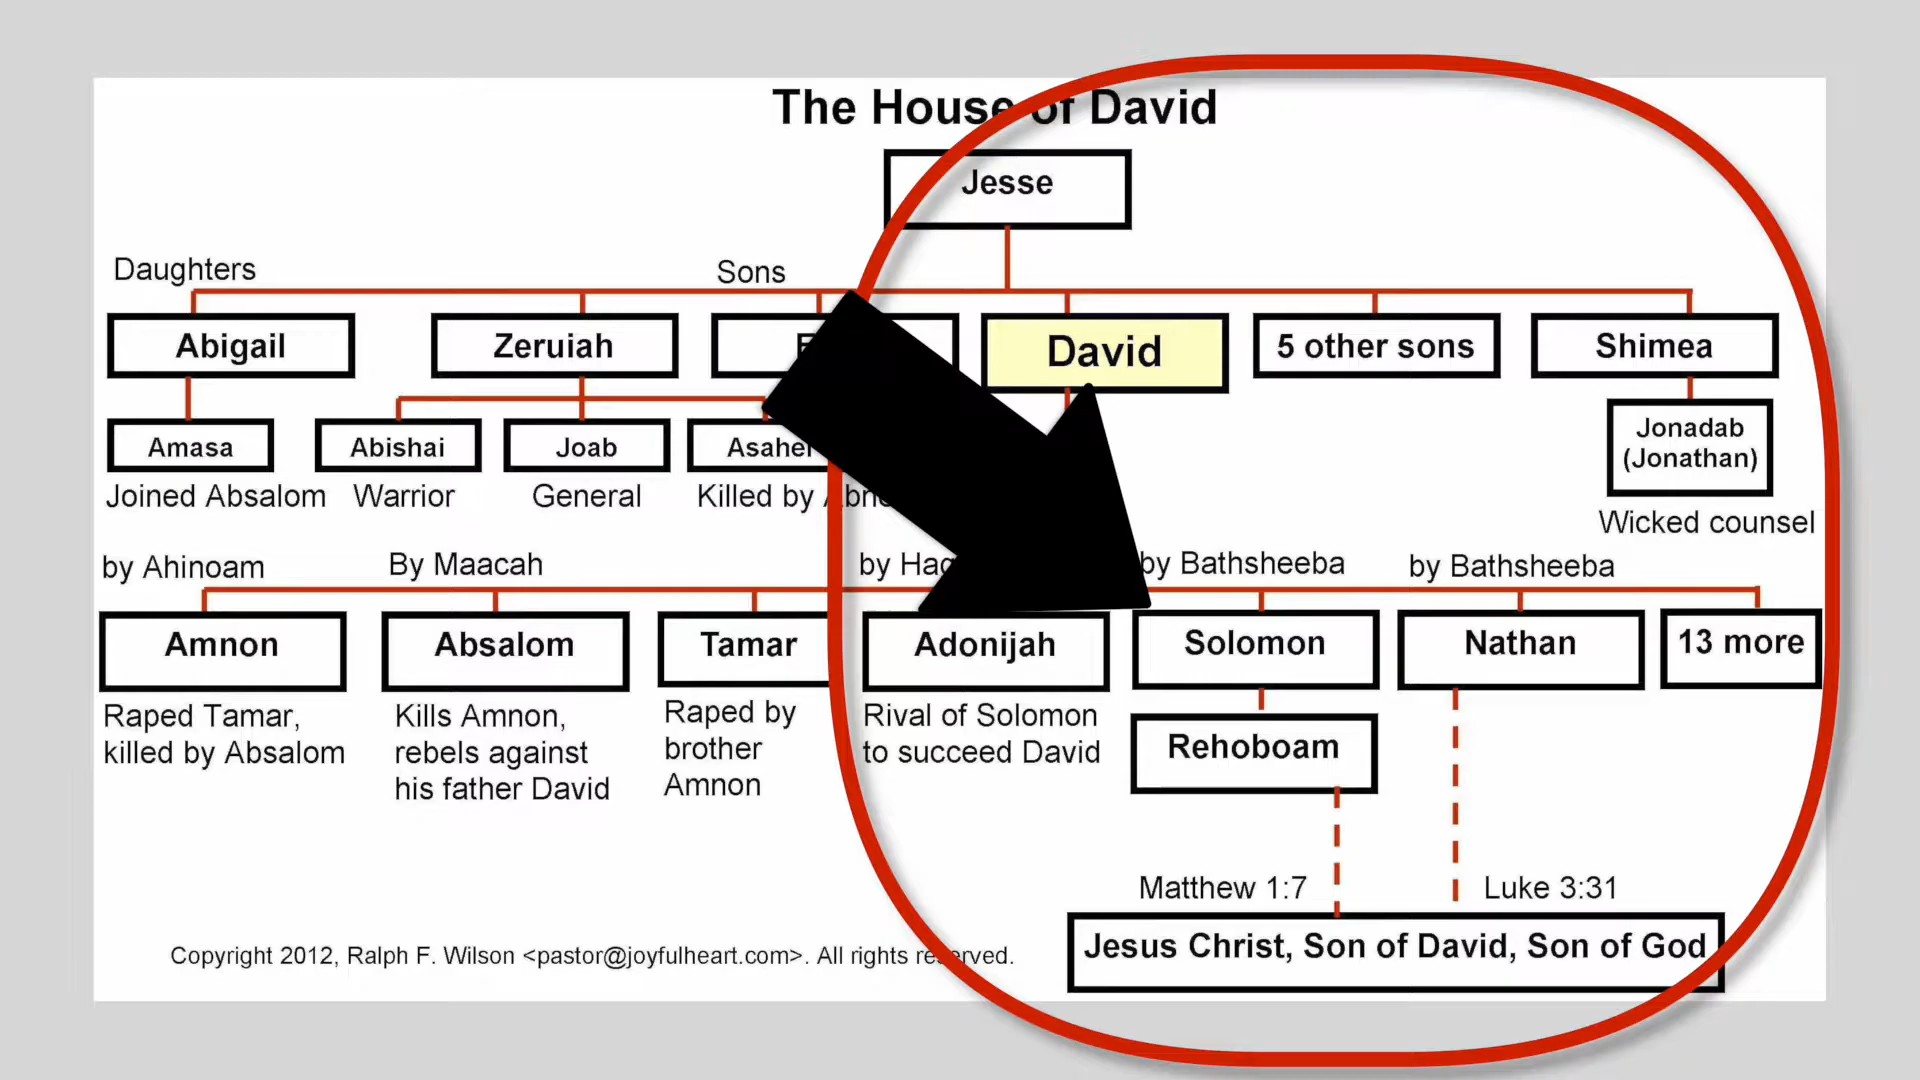 The House of David
Jesse
Daughters
Sons
Abigail
Zeruiah
David
5 other sons
Shimea
Amasa
Abishai
Joab
Asahel
Jonadab
(Jonathan)
Joined Absalom
Warrior
General
Killed by
Wicked counsel
by Ahinoam
By Maacah
by
by Bathsheeba
by Bathsheeba
Amnon
Absalom
Tamar
Adonijah
Solomon
Nathan
13 more
Raped Tamar,
killed by Absalom
Kills Amnon,
rebels against
his father David
Raped by
brother
Amnon
Rival of Solomon
to succeed David
Rehoboam
Matthew 1:7
Luke 3:31
Jesus Christ, Son of David, Son of God
Copyright 2012, Ralph F. Wilson <pastor@joyfulheart.com>. All rights reserved.